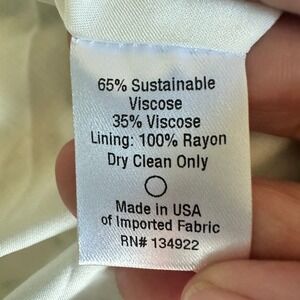 65% Sustainable
Viscose
35% Viscose
Lining: 100% Rayon
Dry Clean Only
Made in USA
of Imported Fabric
RN# 134922